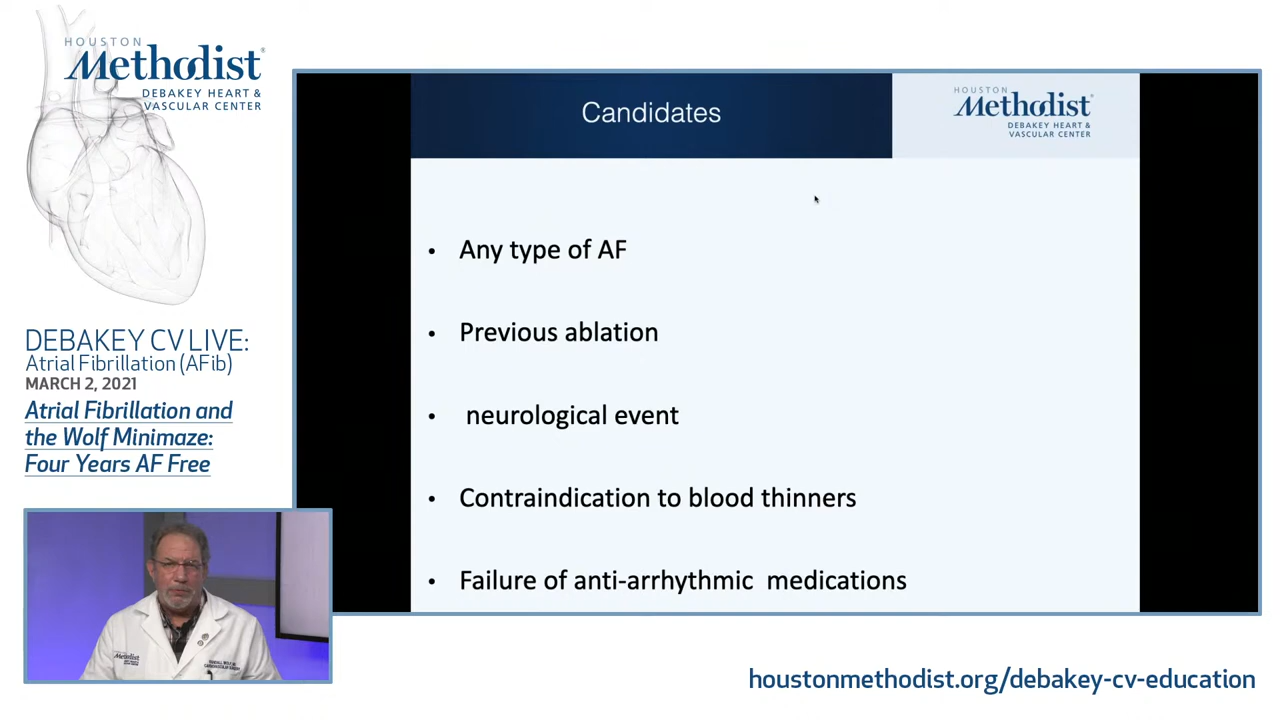 HOUSTON
Methodist
DEBAKEY HEART &
VASCULAR CENTER
DEBAKEY CV LIVE:
Atrial Fibrillation (AFib)
MARCH 2, 2021
Atrial Fibrillation and
the Wolf Minimaze:
Four Years AF Free
Candidates
HOUSTON
Methodist
DEBAKEY HEART &
VASCULAR CENTER
• Any type of AF
• Previous ablation
• neurological event
• Contraindication to blood thinners
• Failure of anti-arrhythmic medications
Methodist
houstonmethodist.org/debakey-cv-education